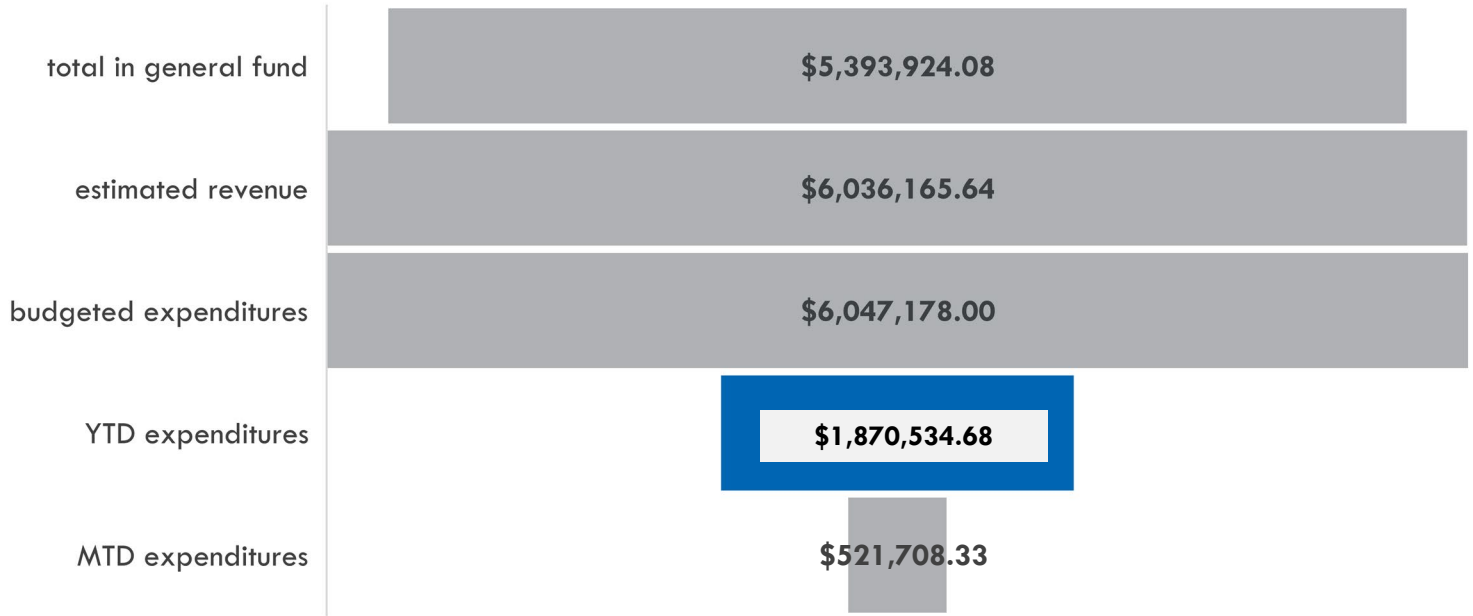 total in general fund
$5,393,924.08
estimated revenue
$6,036,165.64
budgeted expenditures
$6,047,178.00
YTD expenditures
$1,870,534.68
MTD expenditures
$521,708.33